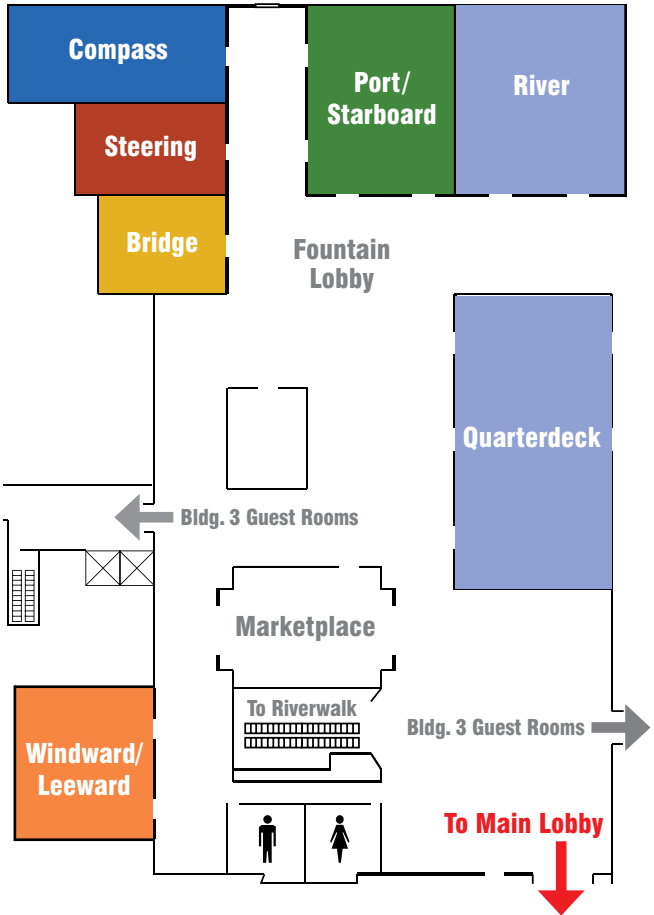 Compass
Port/
Starboard
River
Steering
Bridge
Fountain
Lobby
Quarterdeck
Bldg. 3 Guest Rooms
Marketplace
To Riverwalk
Bldg. 3 Guest Rooms
Windward/
Leeward
To Main Lobby